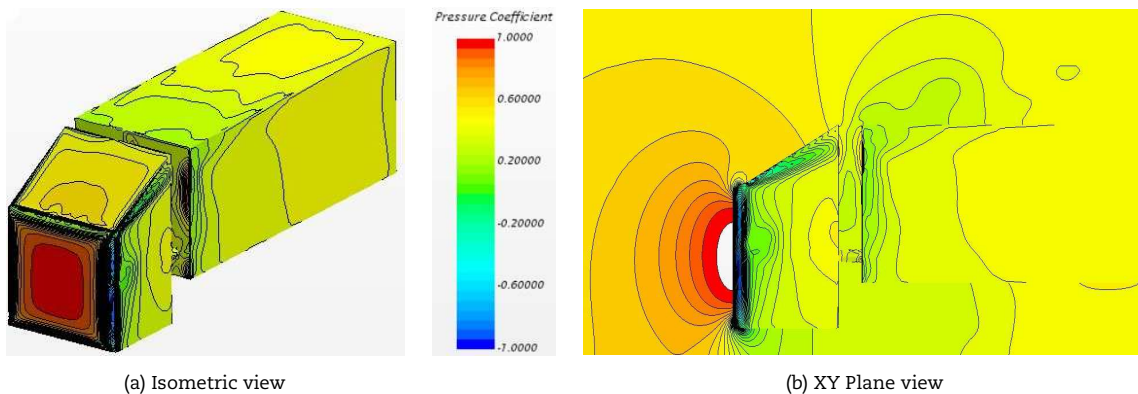 Pressure Coefficient
1.0000
0.60000
0.20000
-0.20000
-0.60000
-1.0000
(a) Isometric view
(b) XY Plane view